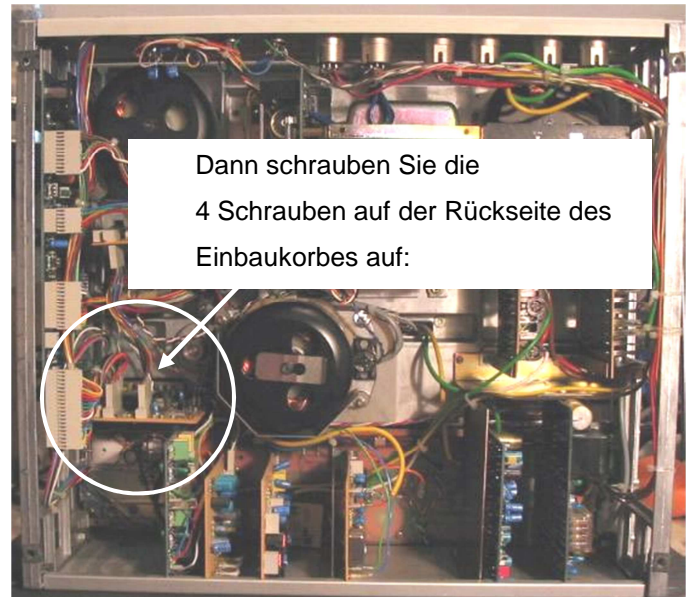 Dann schrauben Sie die
4 Schrauben auf der Rückseite des
Einbaukorbes auf: